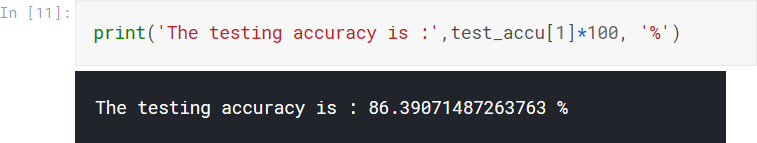 In [11]:
print('The testing accuracy is :',test_accu[1]*100, '%')
The testing accuracy is : 86.39071487263763 %